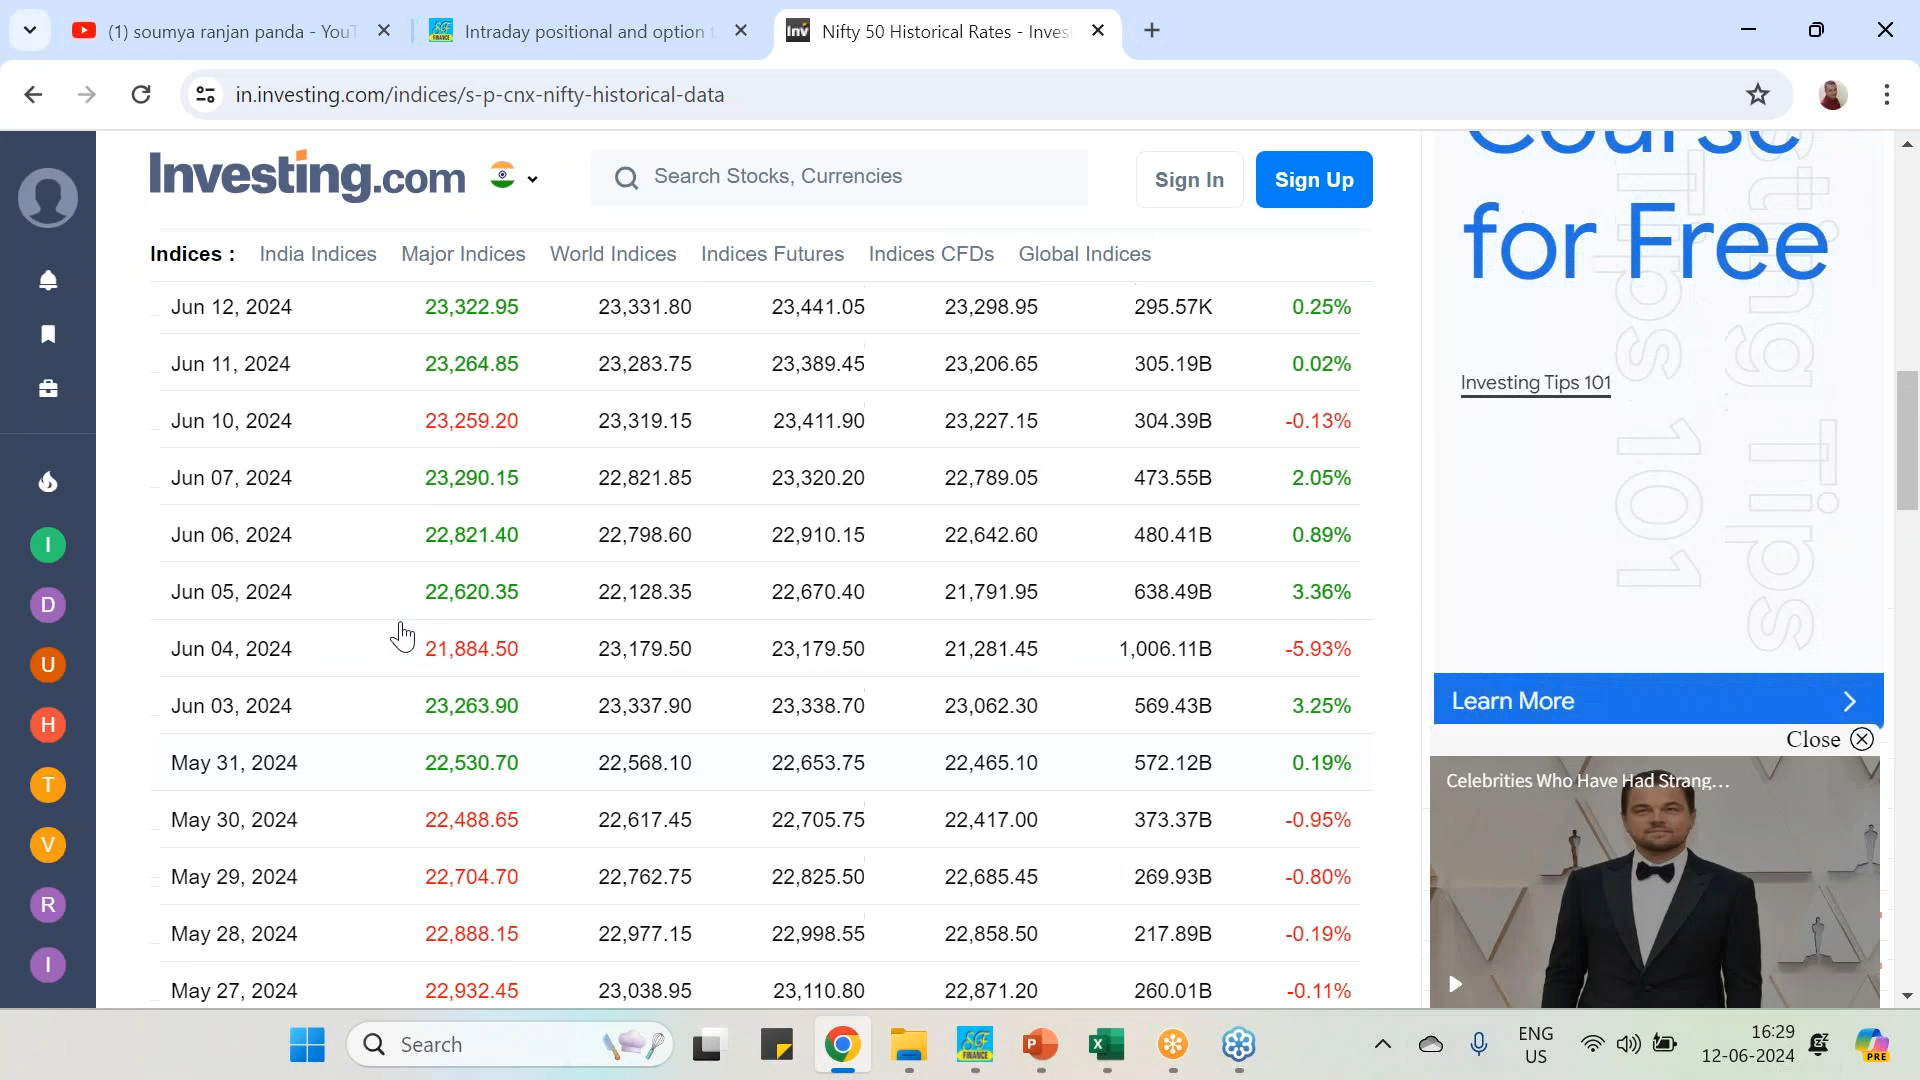 (1) soumya ranjan panda - YouT
Intraday positional and option
Nifty 50 Historical Rates - Inves
in.investing.com/indices/s-p-cnx-nifty-historical-data
Investing.com
Search Stocks, Currencies
Sign In
Sign Up
Indices : India Indices Major Indices World Indices Indices Futures Indices CFDs Global Indices
Jun 12, 2024 23,322.95 23,331.80 23,441.05 23,298.95 295.57K 0.25%
Jun 11, 2024 23,264.85 23,283.75 23,389.45 23,206.65 305.19B 0.02%
Jun 10, 2024 23,259.20 23,319.15 23,411.90 23,227.15 304.39B -0.13%
Jun 07, 2024 23,290.15 22,821.85 23,320.20 22,789.05 473.55B 2.05%
Jun 06, 2024 22,821.40 22,798.60 22,910.15 22,642.60 480.41B 0.89%
Jun 05, 2024 22,620.35 22,128.35 22,670.40 21,791.95 638.49B 3.36%
Jun 04, 2024 21,884.50 23,179.50 23,179.50 21,281.45 1,006.11B -5.93%
Jun 03, 2024 23,263.90 23,337.90 23,338.70 23,062.30 569.43B 3.25%
May 31, 2024 22,530.70 22,568.10 22,653.75 22,465.10 572.12B 0.19%
May 30, 2024 22,488.65 22,617.45 22,705.75 22,417.00 373.37B -0.95%
May 29, 2024 22,704.70 22,762.75 22,825.50 22,685.45 269.93B -0.80%
May 28, 2024 22,888.15 22,977.15 22,998.55 22,858.50 217.89B -0.19%
May 27, 2024 22,932.45 23,038.95 23,110.80 22,871.20 260.01B -0.11%
I
D
U
H
T
V
R
I
Course
for Free
Investing Tips 101
Tips 101
sting Tips
Learn More
Close
Celebrities Who Have Had Strang...
Search
SGF
FINANCE
ENG
US
16:29
12-06-2024
PRE